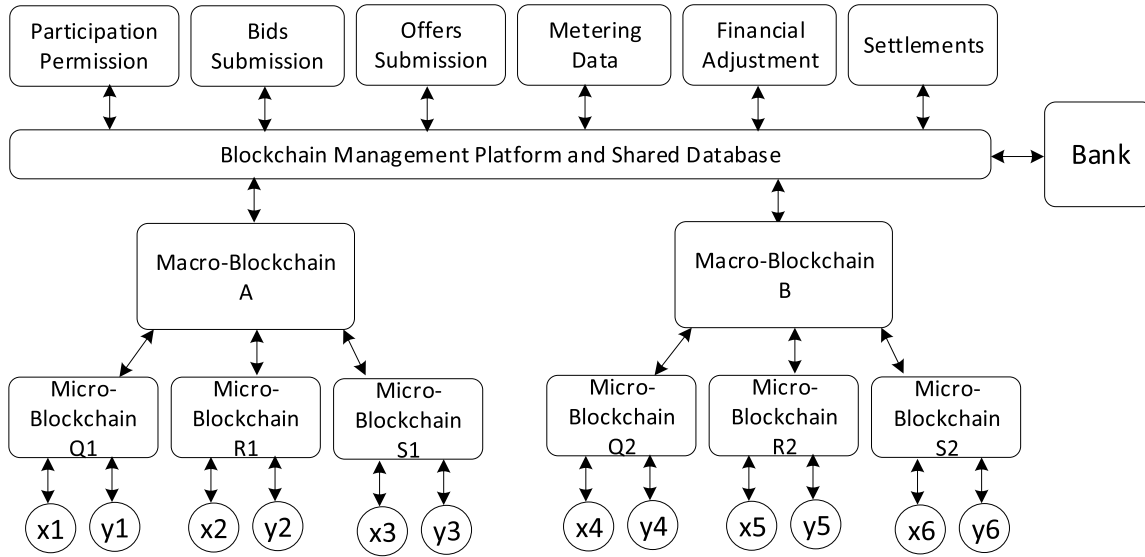 Participation
Permission
Bids
Submission
Offers
Submission
Metering
Data
Financial
Adjustment
Settlements
Blockchain Management Platform and Shared Database
Bank
Macro-Blockchain
A
Macro-Blockchain
B
Micro-
Blockchain
Q1
Micro-
Blockchain
R1
Micro-
Blockchain
S1
Micro-
Blockchain
Q2
Micro-
Blockchain
R2
Micro-
Blockchain
S2
x1
y1
x2
y2
x3
y3
x4
y4
x5
y5
x6
y6